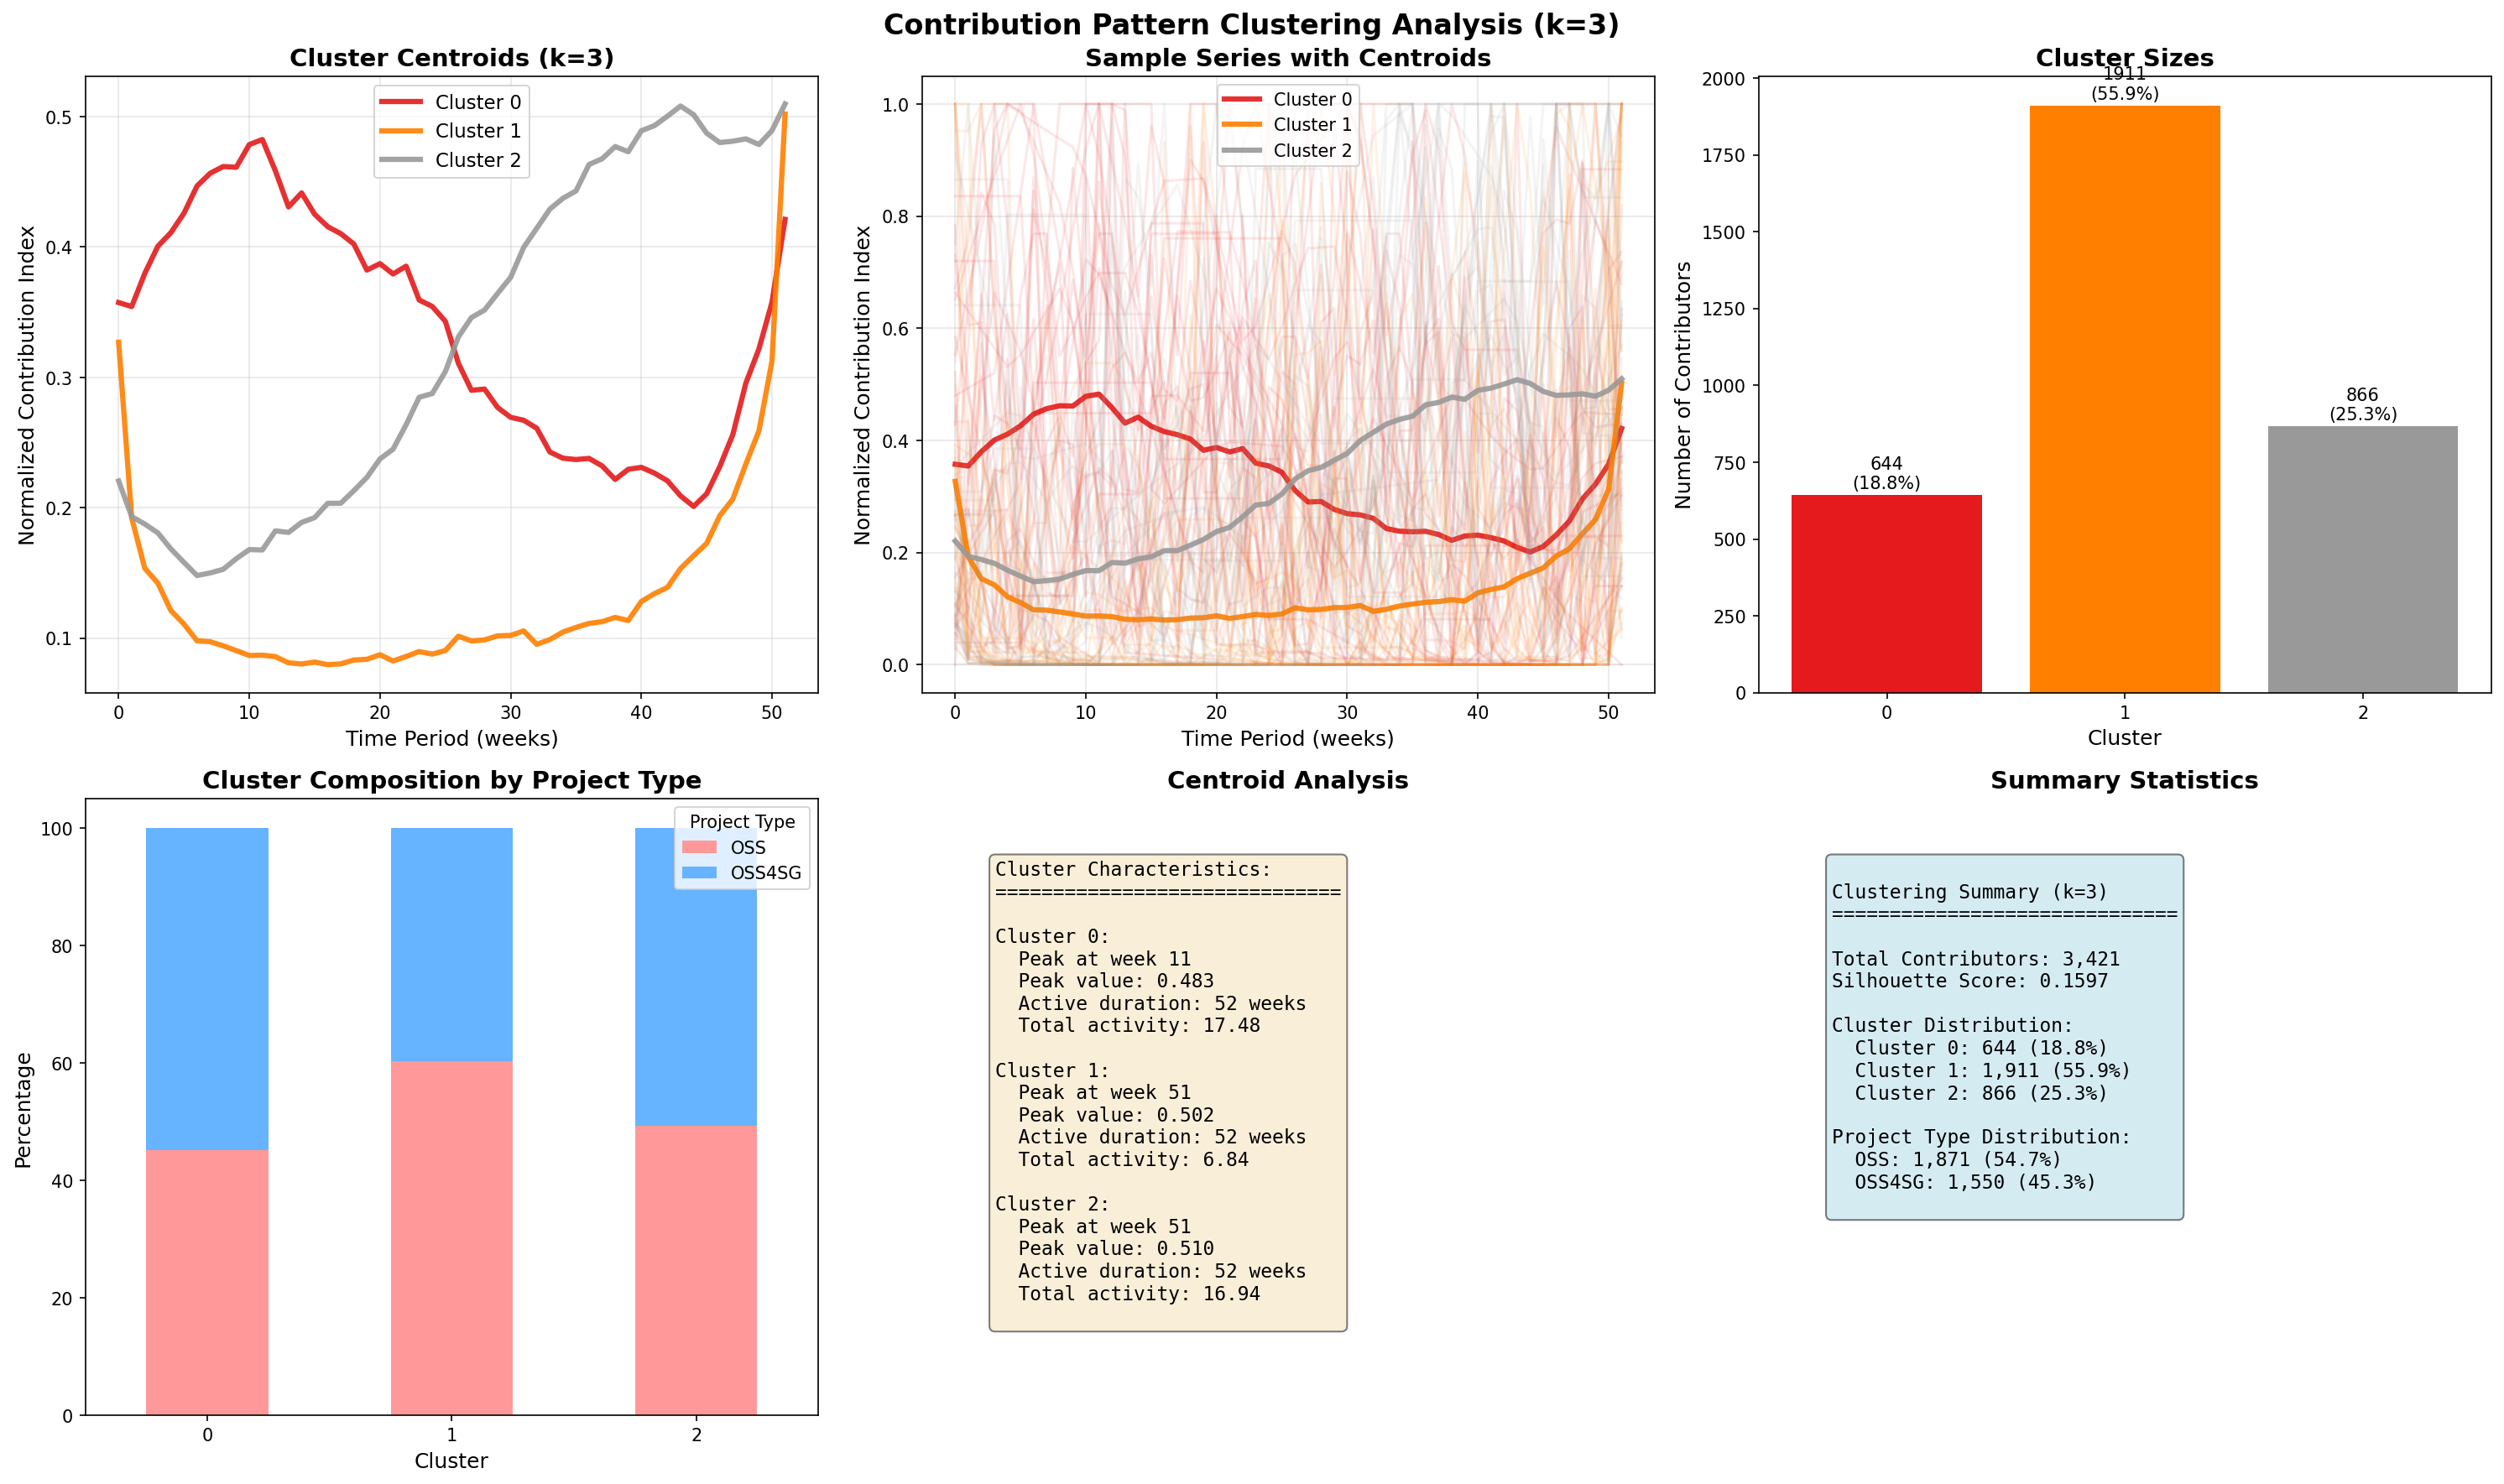 Contribution Pattern Clustering Analysis (k=3)
Cluster Centroids (k=3)
Normalized Contribution Index
0.5
0.4
0.3
0.2
0.1
Cluster 0
Cluster 1
Cluster 2
0 10 20 30 40 50
Time Period (weeks)
Sample Series with Centroids
Normalized Contribution Index
1.0
0.8
0.6
0.4
0.2
0.0
Cluster 0
Cluster 1
Cluster 2
0 10 20 30 40 50
Time Period (weeks)
Cluster Sizes
Number of Contributors
2000
1750
1500
1250
1000
750
500
250
0
644
(18.8%)
1911
(55.9%)
866
(25.3%)
0 1 2
Cluster
Cluster Composition by Project Type
Percentage
100
80
60
40
20
0
Project Type
OSS
OSS4SG
0 1 2
Cluster
Centroid Analysis
Cluster Characteristics:
==============================
Cluster 0:
Peak at week 11
Peak value: 0.483
Active duration: 52 weeks
Total activity: 17.48
Cluster 1:
Peak at week 51
Peak value: 0.502
Active duration: 52 weeks
Total activity: 6.84
Cluster 2:
Peak at week 51
Peak value: 0.510
Active duration: 52 weeks
Total activity: 16.94
Summary Statistics
Clustering Summary (k=3)
==============================
Total Contributors: 3,421
Silhouette Score: 0.1597
Cluster Distribution:
Cluster 0: 644 (18.8%)
Cluster 1: 1,911 (55.9%)
Cluster 2: 866 (25.3%)
Project Type Distribution:
OSS: 1,871 (54.7%)
OSS4SG: 1,550 (45.3%)